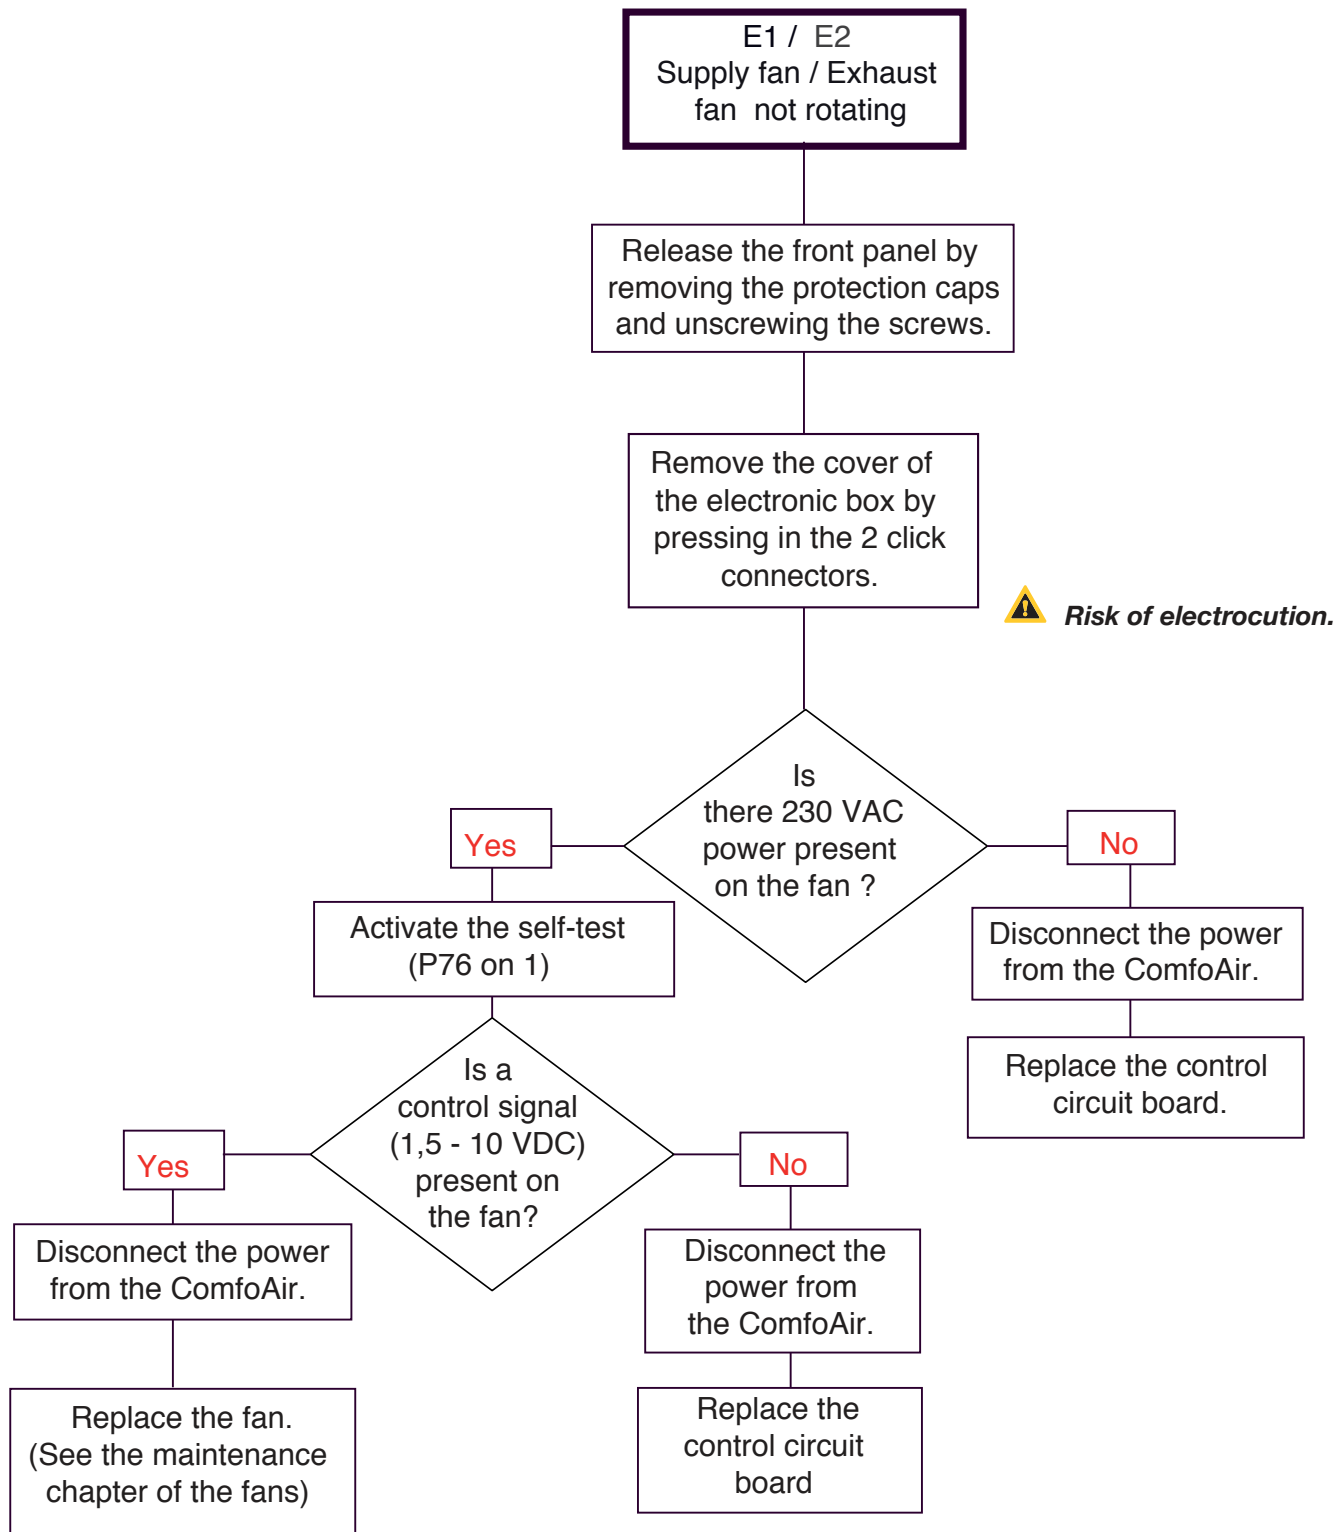 E1 / E2
Supply fan / Exhaust
fan not rotating
Release the front panel by
removing the protection caps
and unscrewing the screws.
Remove the cover of
the electronic box by
pressing in the 2 click
connectors.
Risk of electrocution.
Is
there 230 VAC
power present
on the fan ?
Yes
No
Activate the self-test
(P76 on 1)
Disconnect the power
from the ComfoAir.
Replace the control
circuit board.
Is a
control signal
(1,5 - 10 VDC)
present on
the fan?
Yes
No
Disconnect the power
from the ComfoAir.
Disconnect the
power from
the ComfoAir.
Replace the fan.
(See the maintenance
chapter of the fans)
Replace the
control circuit
board